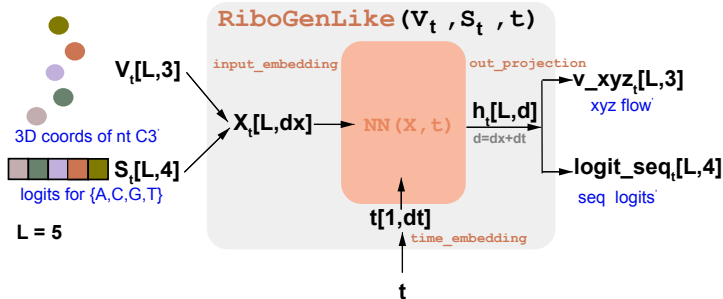 RiboGenLike(Vt ,St ,t)
input_embedding
out_projection
Vt[L,3]
3D coords of nt C3'
Xt[L,dx]
NN(X,t)
ht[L,d]
d=dx+dt
v_xyzt[L,3]
xyz flow'
St[L,4]
logits for {A,C,G,T}
logit_seqt[L,4]
seq logits'
t[1,dt]
L = 5
time_embedding
t